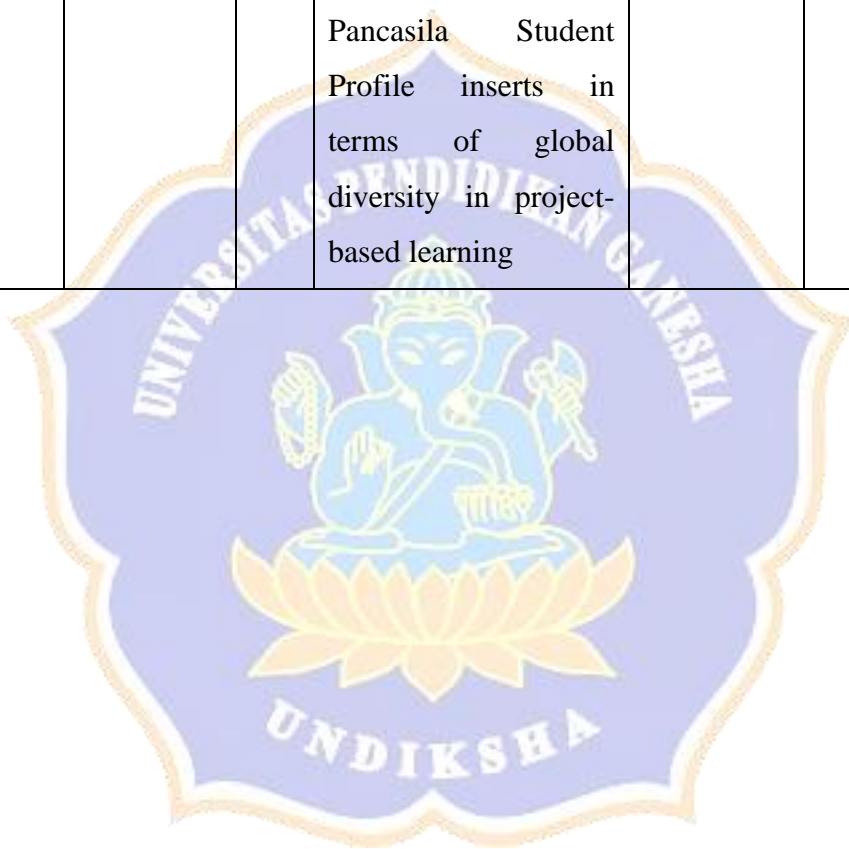 Pancasila Student
Profile inserts in
terms of global
diversity in project-
based learning
UNIVERSITAS PENDIDIKAN GANESHA
UNDIKSHA